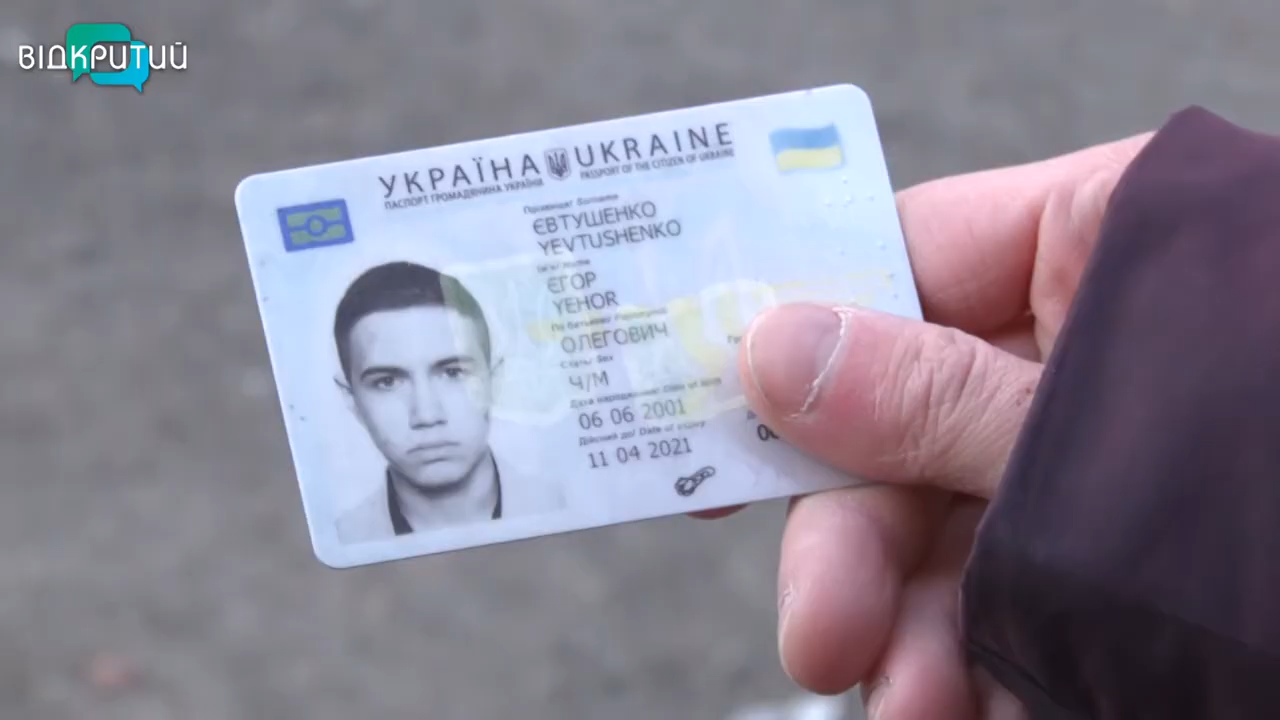 ВІДКРИТИЙ
УКРАЇНА UKRAINE
ПАСПОРТ ГРОМАДЯНИНА УКРАЇНИ PASSPORT OF THE CITIZEN OF UKRAINE
Прізвище/ Surname
ЄВТУШЕНКО
YEVTUSHENKO
Ім'я/ Name
ЄГОР
YEHOR
По батькові/ Patronymic
ОЛЕГОВИЧ
Стать/ Sex
Ч/М
Дата народження/ Date of birth
06 06 2001
Дійсний до/ Date of expiry
11 04 2021